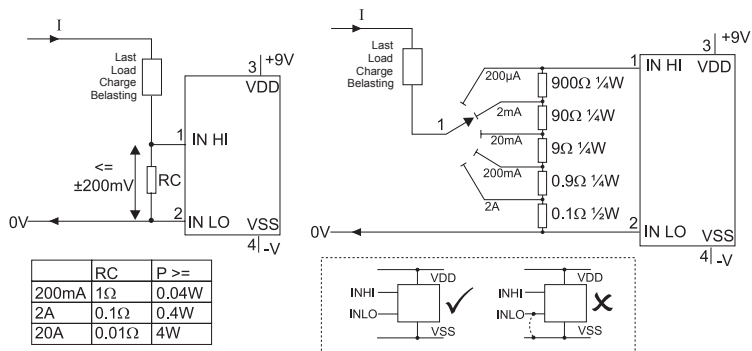 I
Last
Load
Charge
Belasting
3 +9V
VDD
1 IN HI
<=
±200mV
RC
0V
2 IN LO
VSS
4 -V
RC P >=
200mA 1Ω 0.04W
2A 0.1Ω 0.4W
20A 0.01Ω 4W
I
Last
Load
Charge
Belasting
1
200µA
2mA
20mA
200mA
2A
900Ω ¼W
90Ω ¼W
9Ω ¼W
0.9Ω ¼W
0.1Ω ½W
3 +9V
1 IN HI VDD
0V
2 IN LO VSS
4 -V
VDD
INHI
INLO
VSS
VDD
INHI
INLO
VSS